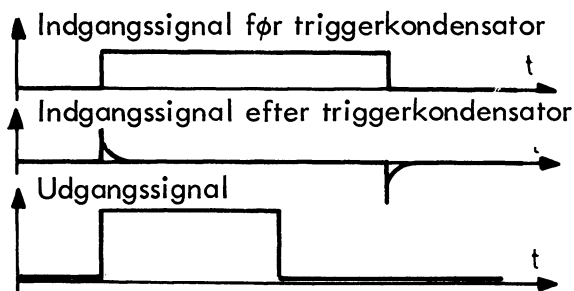 Indgangssignal før triggerkondensator
t
Indgangssignal efter triggerkondensator
Udgangssignal
t